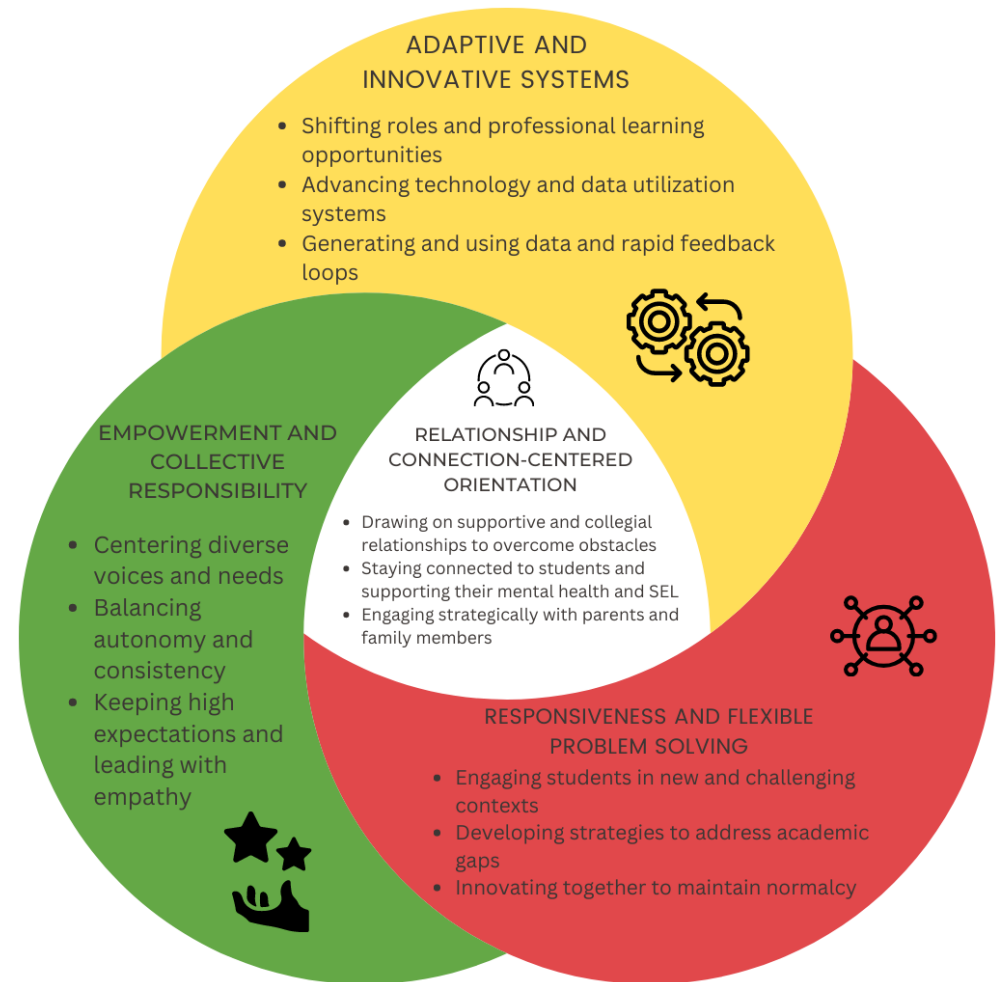 ADAPTIVE AND
INNOVATIVE SYSTEMS
• Shifting roles and professional learning
opportunities
• Advancing technology and data utilization
systems
• Generating and using data and rapid feedback
loops
EMPOWERMENT AND
COLLECTIVE
RESPONSIBILITY
• Centering diverse
voices and needs
• Balancing
autonomy and
consistency
• Keeping high
expectations and
leading with
empathy
RELATIONSHIP AND
CONNECTION-CENTERED
ORIENTATION
• Drawing on supportive and collegial
relationships to overcome obstacles
• Staying connected to students and
supporting their mental health and SEL
• Engaging strategically with parents and
family members
RESPONSIVENESS AND FLEXIBLE
PROBLEM SOLVING
• Engaging students in new and challenging
contexts
• Developing strategies to address academic
gaps
• Innovating together to maintain normalcy